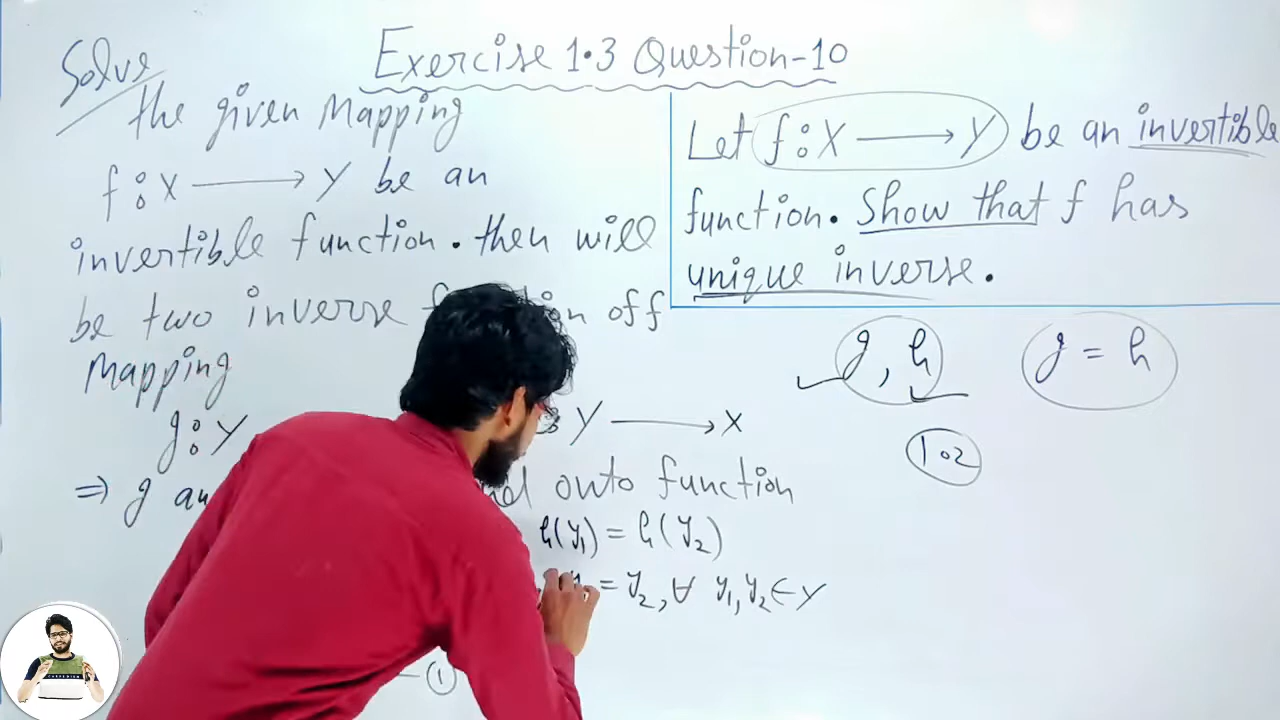 Exercise 1.3 Question-10
Solve
the given Mapping
f : X ⟶ Y be an
invertible function. then will
be two inverse of f
Mapping
g : Y
Y ⟶ X
⇒ g onto function
h(y₁) = h(y₂)
= y₂, ∀ y₁, y₂ ∈ Y
— ①
Let f : X ⟶ Y be an invertible
function. Show that f has
unique inverse.
g, h
g = h
1.2